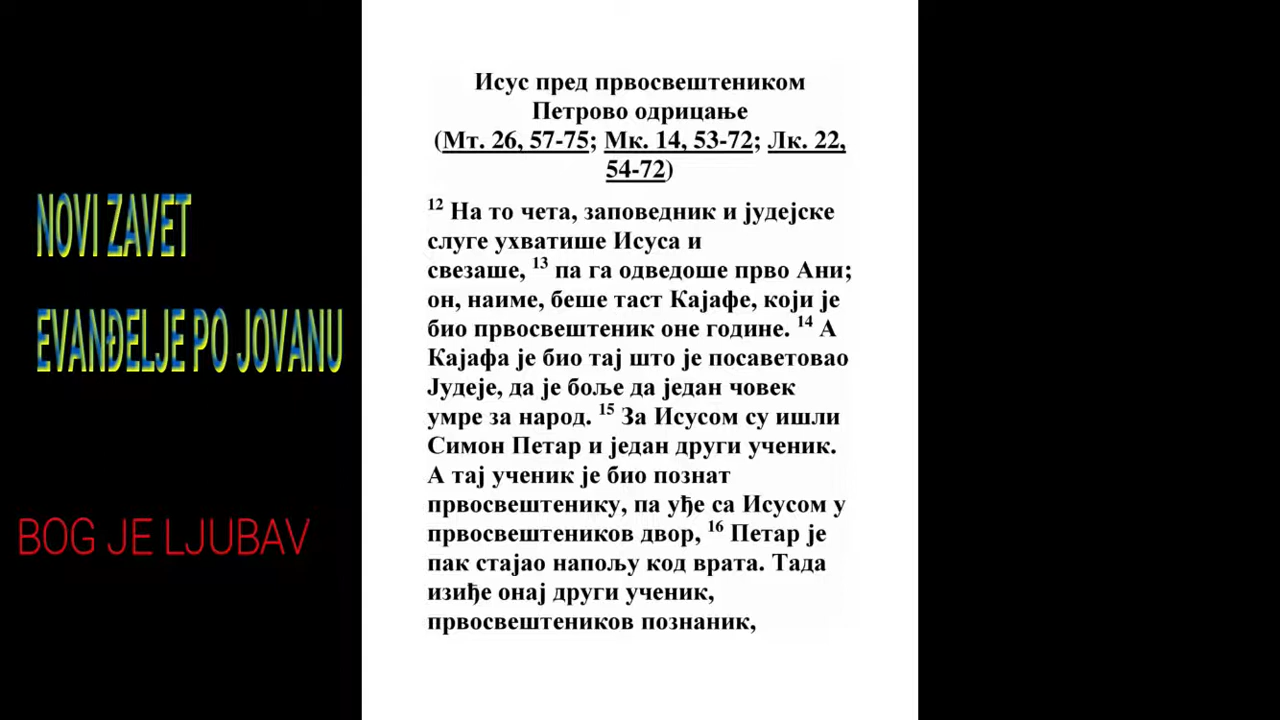 NOVI ZAVET
EVANĐELJE PO JOVANU
BOG JE LJUBAV
Исус пред првосвештеником
Петрово одрицање
(Мт. 26, 57-75; Мк. 14, 53-72; Лк. 22,
54-72)
12 На то чета, заповедник и јудејске
слуге ухватише Исуса и
свезаше, 13 па га одведоше прво Ани;
он, наиме, беше таст Кајафе, који је
био првосвештеник оне године. 14 А
Кајафа је био тај што је посаветовао
Јудеје, да је боље да један човек
умре за народ. 15 За Исусом су ишли
Симон Петар и један други ученик.
А тај ученик је био познат
првосвештенику, па уђе са Исусом у
првосвештеников двор, 16 Петар је
пак стајао напољу код врата. Тада
изиђе онај други ученик,
првосвештеников познаник,